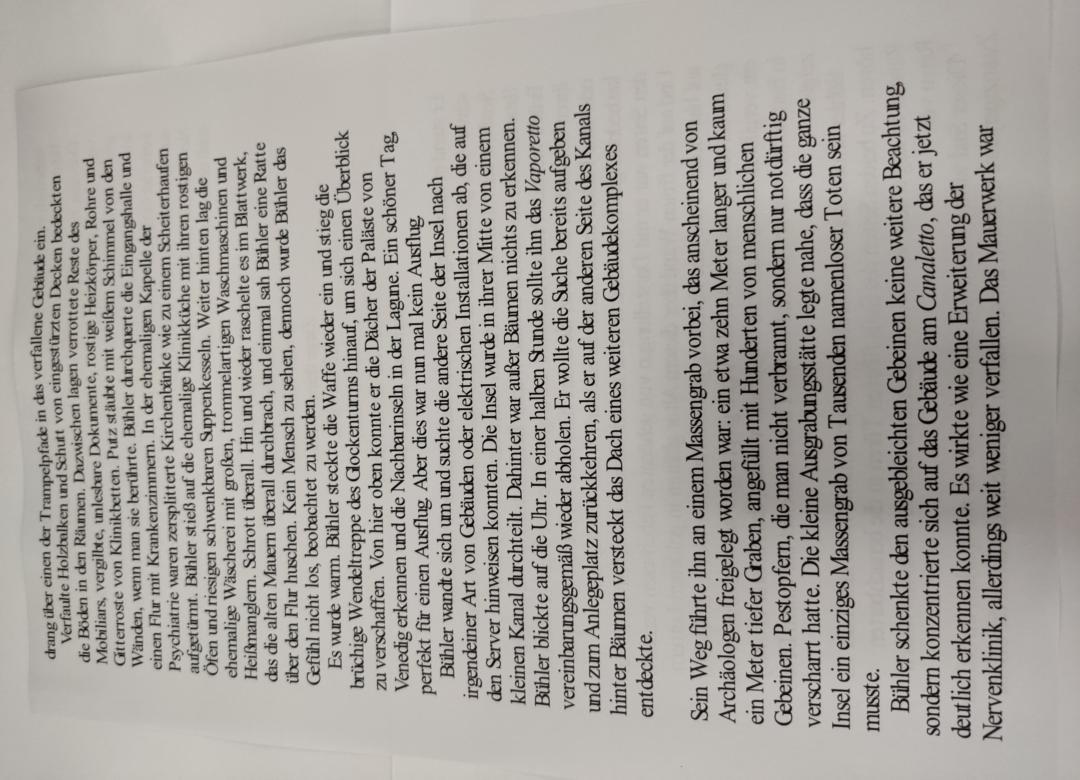 drang über einen der Trampelpfade in das verfallene Gebäude ein.
Verfaulte Holzbalken und Schutt von eingestürzten Decken bedeckten
die Böden in den Räumen. Dazwischen lagen verrottete Reste des
Mobiliars, vergilbte, unlesbare Dokumente, rostige Heizkörper, Rohre und
Gitterroste von Klinikbetten. Putz stäubte mit weißem Schimmel von den
Wänden, wenn man sie berührte. Bühler durchquerte die Eingangshalle und
einen Flur mit Krankenzimmern. In der ehemaligen Kapelle der
Psychiatrie waren zersplitterte Kirchenbänke wie zu einem Scheiterhaufen
aufgetürmt. Bühler stieß auf die ehemalige Klinikküche mit ihren rostigen
Öfen und riesigen schwenkbaren Suppenkesseln. Weiter hinten lag die
ehemalige Wäscherei mit großen, trommelartigen Waschmaschinen und
Heißmanglern. Schrott überall. Hin und wieder raschelte es im Blattwerk,
das die alten Mauern überall durchbrach, und einmal sah Bühler eine Ratte
über den Flur huschen. Kein Mensch zu sehen, dennoch wurde Bühler das
Gefühl nicht los, beobachtet zu werden.
Es wurde warm. Bühler steckte die Waffe wieder ein und stieg die
brüchige Wendeltreppe des Glockenturms hinauf, um sich einen Überblick
zu verschaffen. Von hier oben konnte er die Dächer der Paläste von
Venedig erkennen und die Nachbarinseln in der Lagune. Ein schöner Tag,
perfekt für einen Ausflug. Aber dies war nun mal kein Ausflug.
Bühler wandte sich um und suchte die andere Seite der Insel nach
irgendeiner Art von Gebäuden oder elektrischen Installationen ab, die auf
den Server hinweisen konnten. Die Insel wurde in ihrer Mitte von einem
kleinen Kanal durchteilt. Dahinter war außer Bäumen nichts zu erkennen.
Bühler blickte auf die Uhr. In einer halben Stunde sollte ihn das Vaporetto
vereinbarungsgemäß wieder abholen. Er wollte die Suche bereits aufgeben
und zum Anlegeplatz zurückkehren, als er auf der anderen Seite des Kanals
hinter Bäumen versteckt das Dach eines weiteren Gebäudekomplexes
entdeckte.
Sein Weg führte ihn an einem Massengrab vorbei, das anscheinend von
Archäologen freigelegt worden war: ein etwa zehn Meter langer und kaum
ein Meter tiefer Graben, angefüllt mit Hunderten von menschlichen
Gebeinen. Pestopfern, die man nicht verbrannt, sondern nur notdürftig
verscharrt hatte. Die kleine Ausgrabungsstätte legte nahe, dass die ganze
Insel ein einziges Massengrab von Tausenden namenloser Toten sein
musste.
Bühler schenkte den ausgebleichten Gebeinen keine weitere Beachtung,
sondern konzentrierte sich auf das Gebäude am Canaletto, das er jetzt
deutlich erkennen konnte. Es wirkte wie eine Erweiterung der
Nervenklinik, allerdings weit weniger verfallen. Das Mauerwerk war